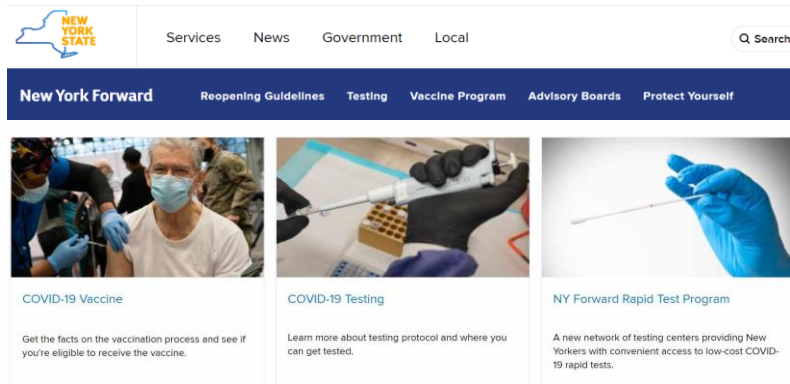 NEW
YORK
STATE
Services News Government Local
Search
New York Forward Reopening Guidelines Testing Vaccine Program Advisory Boards Protect Yourself
COVID-19 Vaccine
Get the facts on the vaccination process and see if
you're eligible to receive the vaccine.
COVID-19 Testing
Learn more about testing protocol and where you
can get tested.
NY Forward Rapid Test Program
A new network of testing centers providing New
Yorkers with convenient access to low-cost COVID-
19 rapid tests.